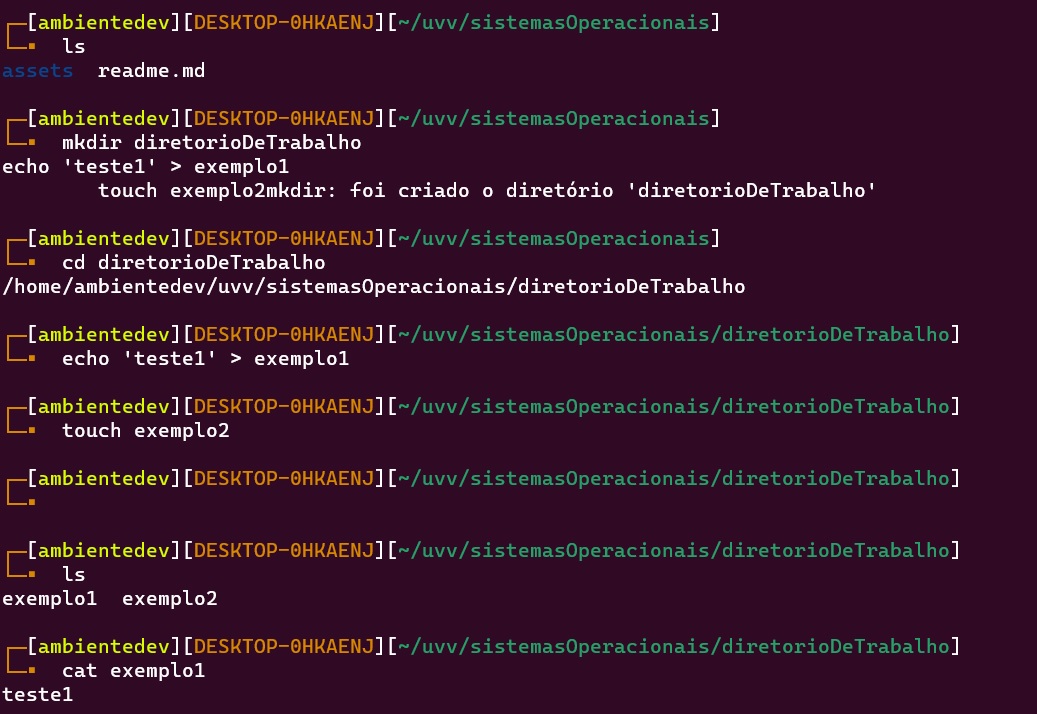 [ambientedev][DESKTOP-0HKAENJ][~/uvv/sistemasOperacionais]
ls
assets  readme.md
[ambientedev][DESKTOP-0HKAENJ][~/uvv/sistemasOperacionais]
mkdir diretorioDeTrabalho
echo 'teste1' > exemplo1
touch exemplo2mkdir: foi criado o diretório 'diretorioDeTrabalho'
[ambientedev][DESKTOP-0HKAENJ][~/uvv/sistemasOperacionais]
cd diretorioDeTrabalho
/home/ambientedev/uvv/sistemasOperacionais/diretorioDeTrabalho
[ambientedev][DESKTOP-0HKAENJ][~/uvv/sistemasOperacionais/diretorioDeTrabalho]
echo 'teste1' > exemplo1
[ambientedev][DESKTOP-0HKAENJ][~/uvv/sistemasOperacionais/diretorioDeTrabalho]
touch exemplo2
[ambientedev][DESKTOP-0HKAENJ][~/uvv/sistemasOperacionais/diretorioDeTrabalho]
[ambientedev][DESKTOP-0HKAENJ][~/uvv/sistemasOperacionais/diretorioDeTrabalho]
ls
exemplo1  exemplo2
[ambientedev][DESKTOP-0HKAENJ][~/uvv/sistemasOperacionais/diretorioDeTrabalho]
cat exemplo1
teste1